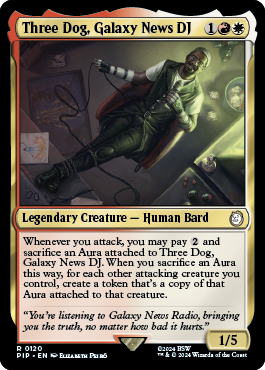 Three Dog, Galaxy News DJ 1
Legendary Creature — Human Bard
Whenever you attack, you may pay 2 and
sacrifice an Aura attached to Three Dog,
Galaxy News DJ. When you sacrifice an Aura
this way, for each other attacking creature you
control, create a token that's a copy of that
Aura attached to that creature.
"You're listening to Galaxy News Radio, bringing
you the truth, no matter how bad it hurts."
1/5
R 0120
PIP • EN Elizabeth Peiró
©2024 BSW
™ & © 2024 Wizards of the Coast